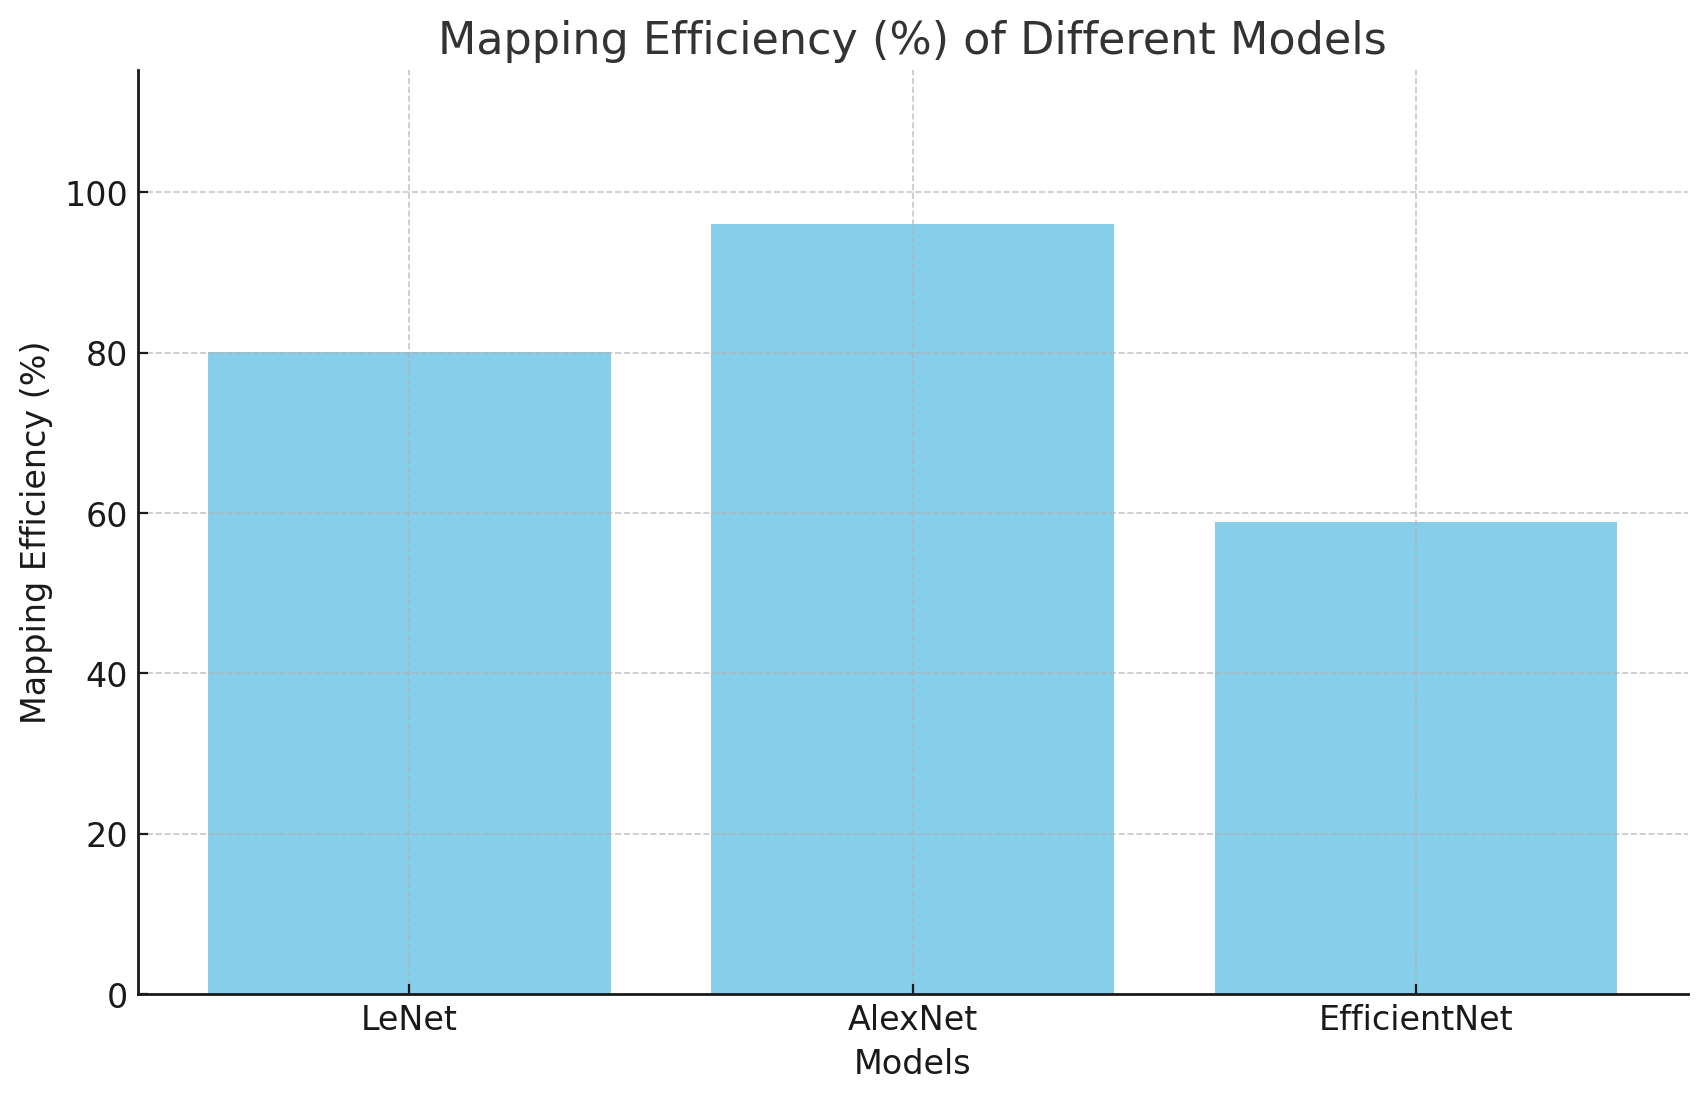 Mapping Efficiency (%) of Different Models
Mapping Efficiency (%)
100
80
60
40
20
0
LeNet
AlexNet
EfficientNet
Models